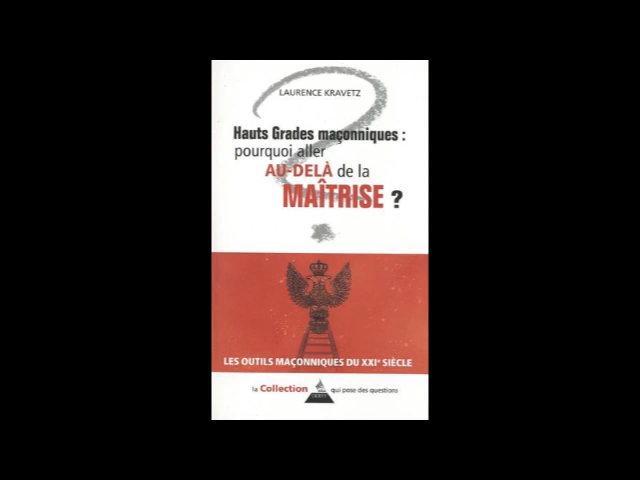 LAURENCE KRAVETZ
Hauts Grades maçonniques :
pourquoi aller
AU-DELÀ de la
MAÎTRISE ?
LES OUTILS MAÇONNIQUES DU XXIᵉ SIÈCLE
la Collection qui pose des questions